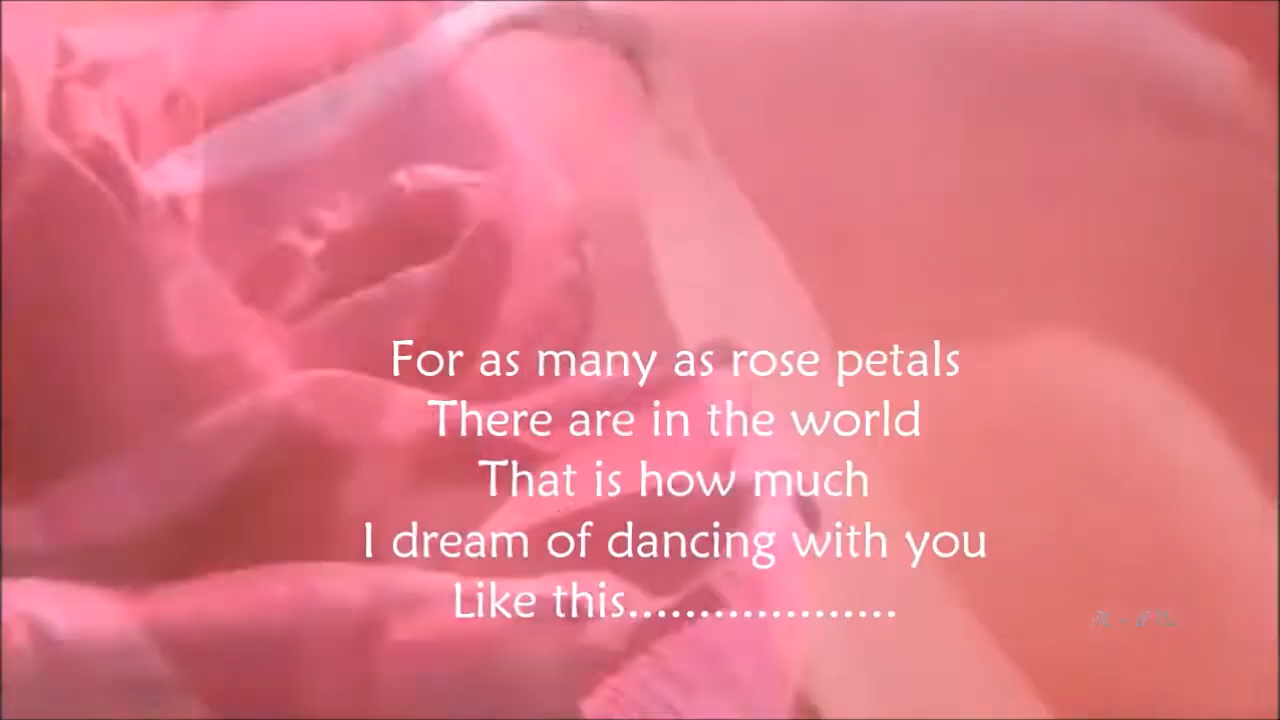 For as many as rose petals
There are in the world
That is how much
I dream of dancing with you
Like this...................